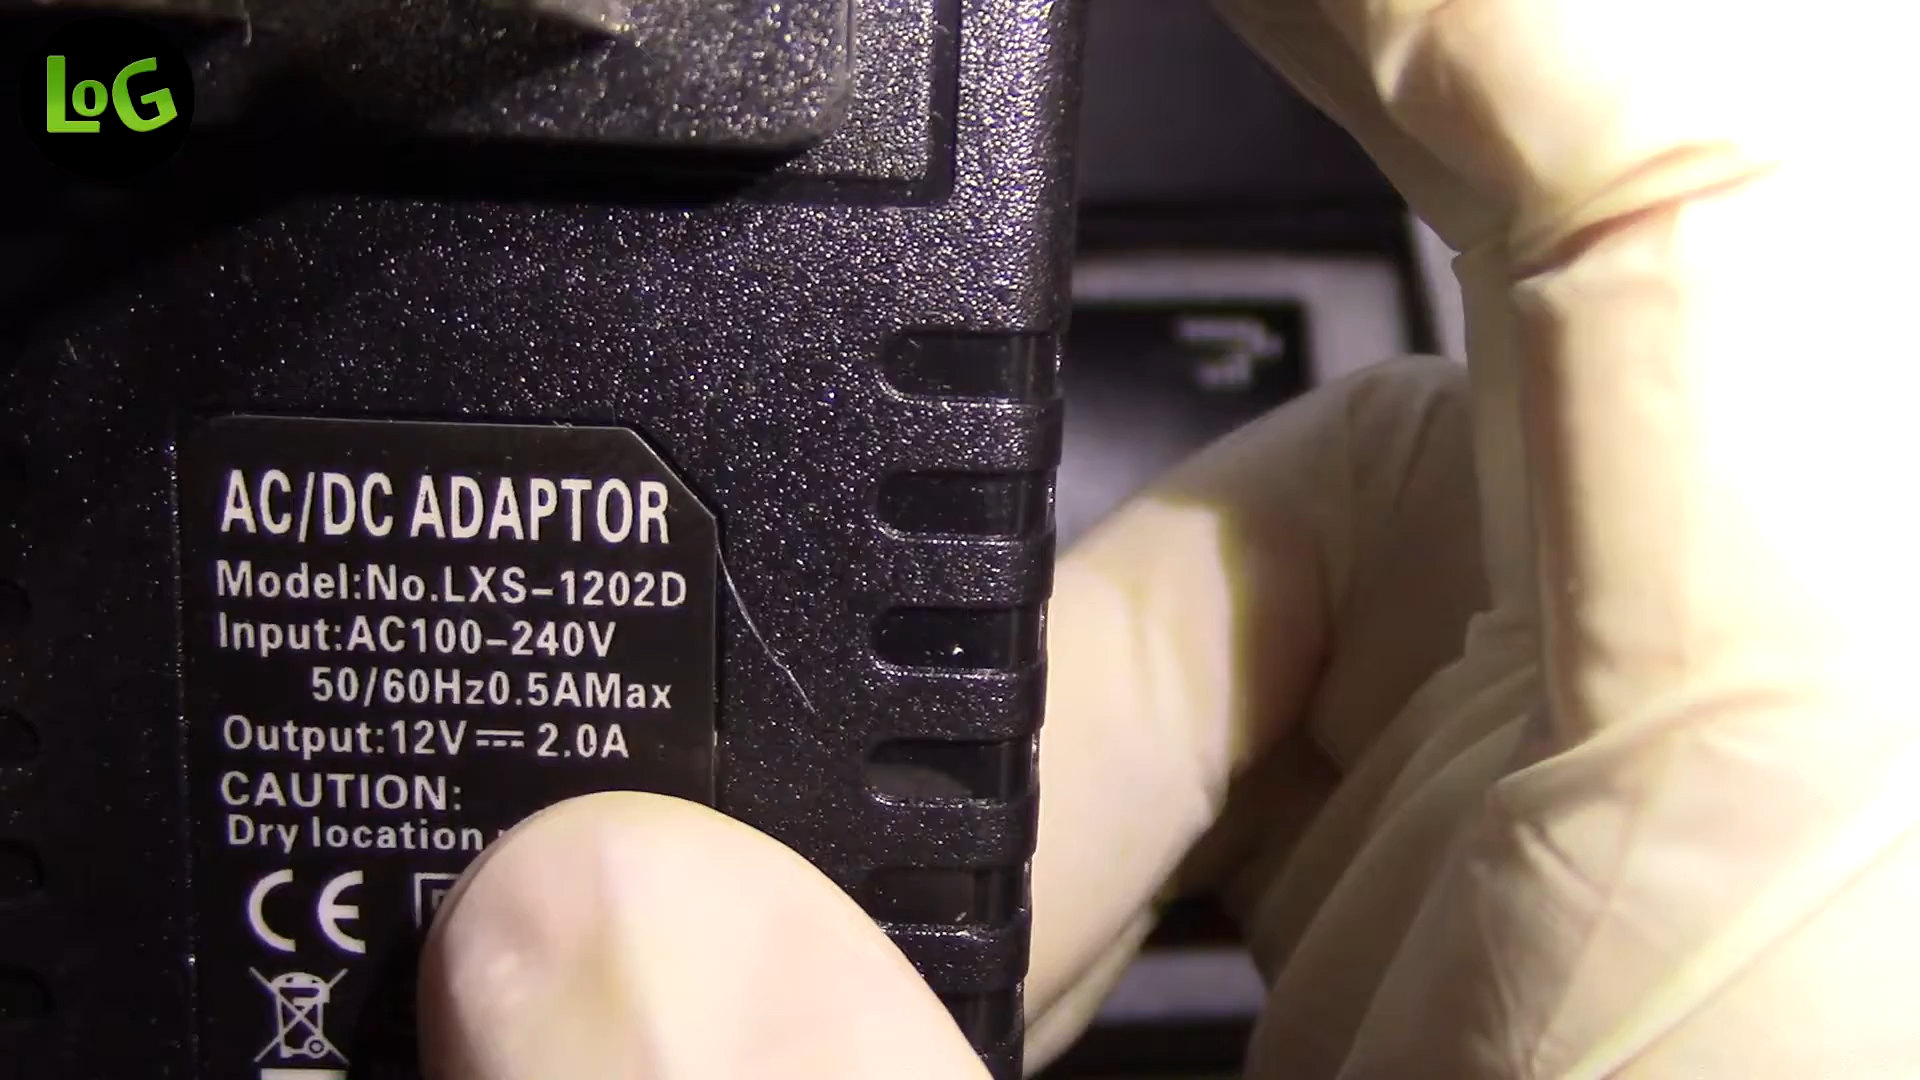 LoG
AC/DC ADAPTOR
Model:No.LXS-1202D
Input:AC100-240V
50/60Hz0.5AMax
Output:12V⎓2.0A
CAUTION:
Dry location
CE